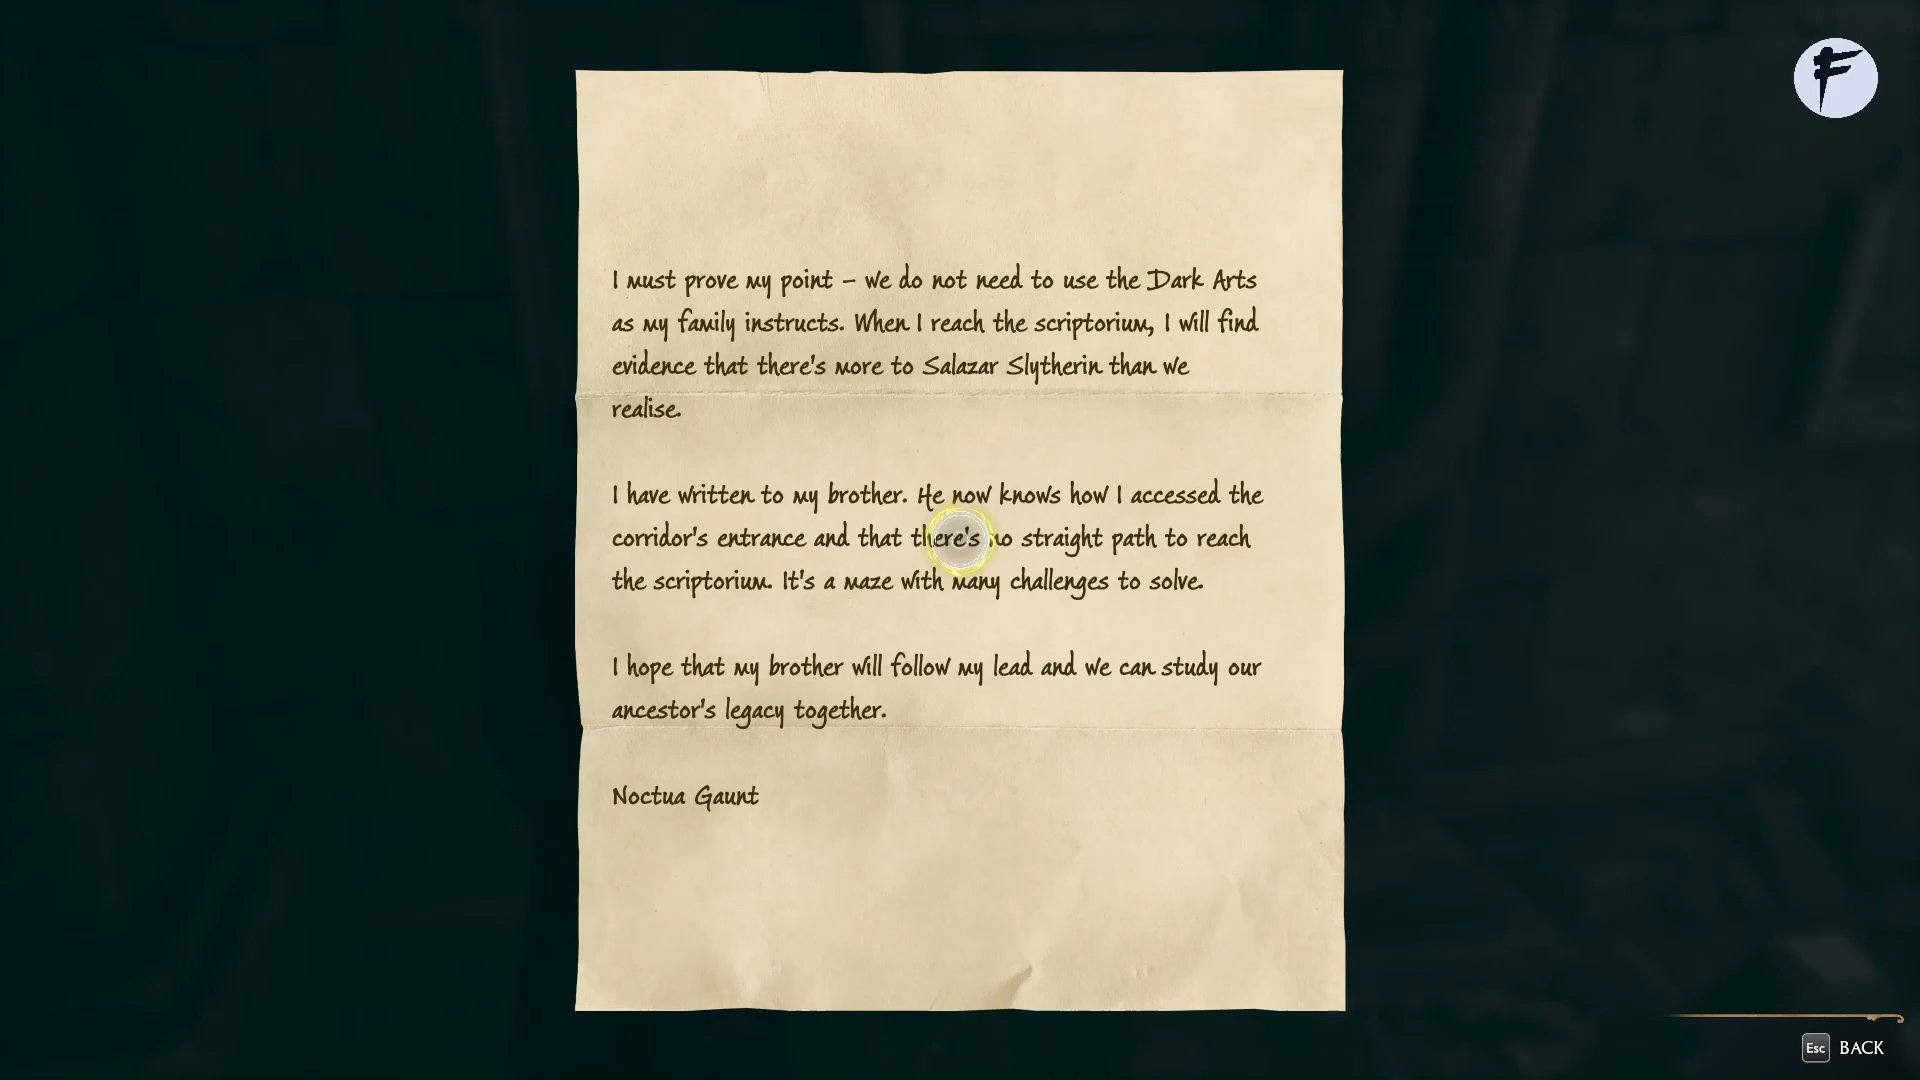 I must prove my point – we do not need to use the Dark Arts
as my family instructs. When I reach the scriptorium, I will find
evidence that there's more to Salazar Slytherin than we
realise.
I have written to my brother. He now knows how I accessed the
corridor's entrance and that there's no straight path to reach
the scriptorium. It's a maze with many challenges to solve.
I hope that my brother will follow my lead and we can study our
ancestor's legacy together.
Noctua Gaunt
F
Esc BACK